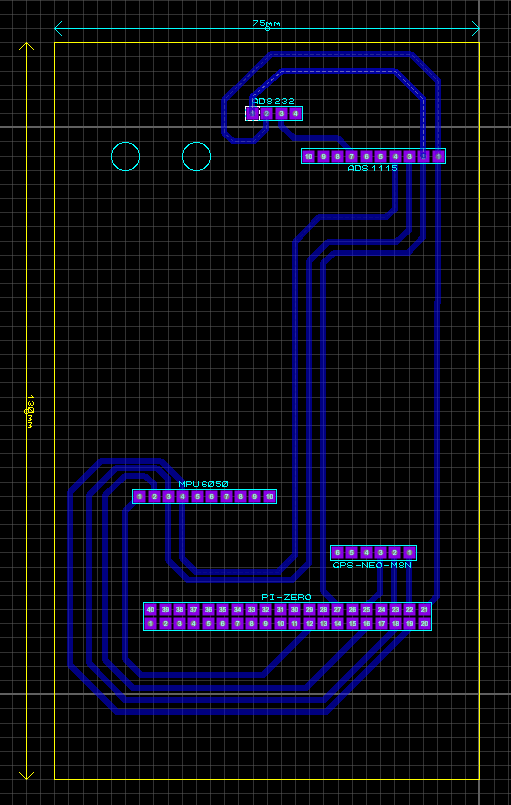 75mm
AD8232
1 2 3 4
10 9 8 7 6 5 4 3 2 1
ADS1115
130mm
MPU6050
1 2 3 4 5 6 7 8 9 10
6 5 4 3 2 1
GPS-NEO-M8N
PI-ZERO
40 39 38 37 36 35 34 33 32 31 30 29 28 27 26 25 24 23 22 21
1 2 3 4 5 6 7 8 9 10 11 12 13 14 15 16 17 18 19 20